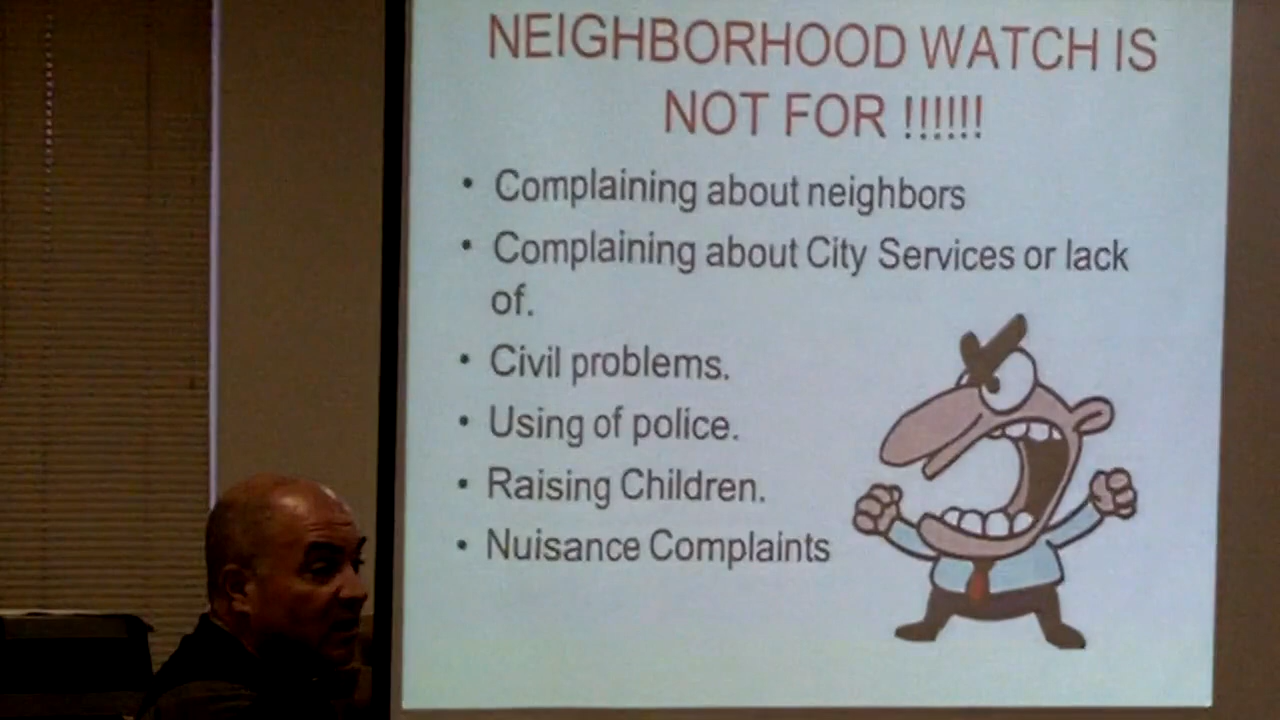 NEIGHBORHOOD WATCH IS
NOT FOR !!!!!!
• Complaining about neighbors
• Complaining about City Services or lack
of.
• Civil problems.
• Using of police.
• Raising Children.
• Nuisance Complaints